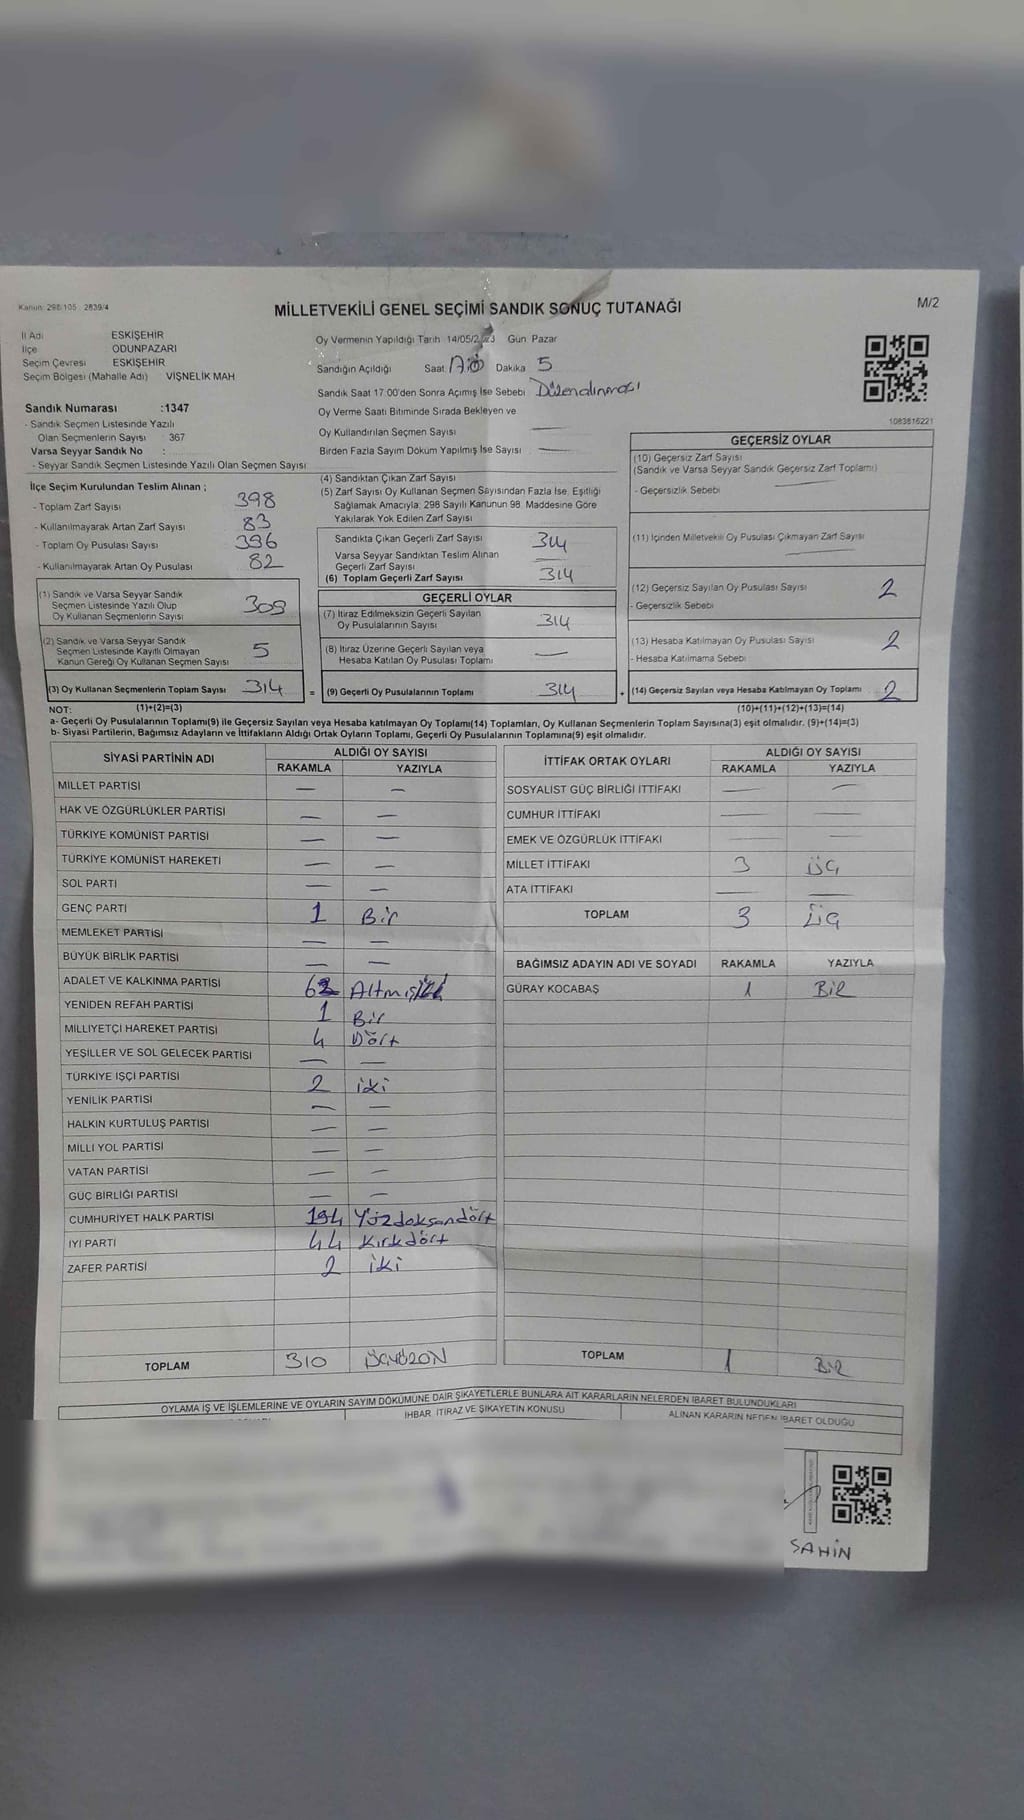 Kanun: 298/105 2839/4
MİLLETVEKİLİ GENEL SEÇİMİ SANDIK SONUÇ TUTANAĞI
M/2
İl Adı ESKİŞEHİR
İlçe ODUNPAZARI
Seçim Çevresi ESKİŞEHİR
Seçim Bölgesi (Mahalle Adı) VİŞNELİK MAH
Oy Vermenin Yapıldığı Tarih 14/05/2023 Gün Pazar
Sandığın Açıldığı Saat Dakika 5
Sandık Saat 17:00'den Sonra Açımış İse Sebebi Düzendinması
Oy Verme Saati Bitiminde Sırada Bekleyen ve
Oy Kullandırılan Seçmen Sayısı —
Birden Fazla Sayım Döküm Yapılmış İse Sayısı —
1083816221
Sandık Numarası :1347
- Sandık Seçmen Listesinde Yazılı
Olan Seçmenlerin Sayısı 367
Varsa Seyyar Sandık No :
- Seyyar Sandık Seçmen Listesinde Yazılı Olan Seçmen Sayısı
İlçe Seçim Kurulundan Teslim Alınan ;
- Toplam Zarf Sayısı 398
- Kullanılmayarak Artan Zarf Sayısı 83
- Toplam Oy Pusulası Sayısı 396
- Kullanılmayarak Artan Oy Pusulası 82
(1) Sandık ve Varsa Seyyar Sandık
Seçmen Listesinde Yazılı Olup
Oy Kullanan Seçmenlerin Sayısı 309
(2) Sandık ve Varsa Seyyar Sandık
Seçmen Listesinde Kayıtlı Olmayan
Kanun Gereği Oy Kullanan Seçmen Sayısı 5
(3) Oy Kullanan Seçmenlerin Toplam Sayısı 314
(4) Sandıktan Çıkan Zarf Sayısı
(5) Zarf Sayısı Oy Kullanan Seçmen Sayısından Fazla İse, Eşitliği
Sağlamak Amacıyla; 298 Sayılı Kanunun 98. Maddesine Göre
Yakılarak Yok Edilen Zarf Sayısı
Sandıkta Çıkan Geçerli Zarf Sayısı 314
Varsa Seyyar Sandıktan Teslim Alınan
Geçerli Zarf Sayısı —
(6) Toplam Geçerli Zarf Sayısı 314
GEÇERLİ OYLAR
(7) İtiraz Edilmeksizin Geçerli Sayılan
Oy Pusulalarının Sayısı 314
(8) İtiraz Üzerine Geçerli Sayılan veya
Hesaba Katılan Oy Pusulası Toplamı —
= (9) Geçerli Oy Pusulalarının Toplamı 314
GEÇERSİZ OYLAR
(10) Geçersiz Zarf Sayısı
(Sandık ve Varsa Seyyar Sandık Geçersiz Zarf Toplamı)
- Geçersizlik Sebebi
(11) İçinden Milletvekili Oy Pusulası Çıkmayan Zarf Sayısı —
(12) Geçersiz Sayılan Oy Pusulası Sayısı 2
- Geçersizlik Sebebi
(13) Hesaba Katılmayan Oy Pusulası Sayısı 2
- Hesaba Katılmama Sebebi
+ (14) Geçersiz Sayılan veya Hesaba Katılmayan Oy Toplamı 2
NOT: (1)+(2)=(3)
(10)+(11)+(12)+(13)=(14)
a- Geçerli Oy Pusulalarının Toplamı(9) ile Geçersiz Sayılan veya Hesaba katılmayan Oy Toplamı(14) Toplamları, Oy Kullanan Seçmenlerin Toplam Sayısına(3) eşit olmalıdır. (9)+(14)=(3)
b- Siyasi Partilerin, Bağımsız Adayların ve İttifakların Aldığı Ortak Oyların Toplamı, Geçerli Oy Pusulalarının Toplamına(9) eşit olmalıdır.
SİYASİ PARTİNİN ADI ALDIĞI OY SAYISI
RAKAMLA YAZIYLA
MİLLET PARTİSİ — —
HAK VE ÖZGÜRLÜKLER PARTİSİ — —
TÜRKİYE KOMÜNİST PARTİSİ — —
TÜRKİYE KOMÜNİST HAREKETİ — —
SOL PARTİ — —
GENÇ PARTİ 1 Bir
MEMLEKET PARTİSİ — —
BÜYÜK BİRLİK PARTİSİ — —
ADALET VE KALKINMA PARTİSİ 62 Altmış
YENİDEN REFAH PARTİSİ 1 Bir
MİLLİYETÇİ HAREKET PARTİSİ 4 Dört
YEŞİLLER VE SOL GELECEK PARTİSİ — —
TÜRKİYE İŞÇİ PARTİSİ 2 iki
YENİLİK PARTİSİ — —
HALKIN KURTULUŞ PARTİSİ — —
MİLLİ YOL PARTİSİ — —
VATAN PARTİSİ — —
GÜÇ BİRLİĞİ PARTİSİ — —
CUMHURİYET HALK PARTİSİ 194 Yüzdoksandört
İYİ PARTİ 44 Kırkdört
ZAFER PARTİSİ 2 iki
TOPLAM 310 ÜÇYÜZON
İTTİFAK ORTAK OYLARI ALDIĞI OY SAYISI
RAKAMLA YAZIYLA
SOSYALİST GÜÇ BİRLİĞİ İTTİFAKI — —
CUMHUR İTTİFAKI — —
EMEK VE ÖZGÜRLÜK İTTİFAKI — —
MİLLET İTTİFAKI 3 ÜÇ
ATA İTTİFAKI — —
TOPLAM 3 ÜÇ
BAĞIMSIZ ADAYIN ADI VE SOYADI RAKAMLA YAZIYLA
GÜRAY KOCABAŞ 1 BİR
TOPLAM 1 BİR
OYLAMA İŞ VE İŞLEMLERİNE VE OYLARIN SAYIM DÖKÜMÜNE DAİR ŞİKAYETLERLE BUNLARA AİT KARARLARIN NELERDEN İBARET BULUNDUKLARI
İHBAR İTİRAZ VE ŞİKAYETİN KONUSU
ALINAN KARARIN NEDEN İBARET OLDUĞU
ŞAHİN